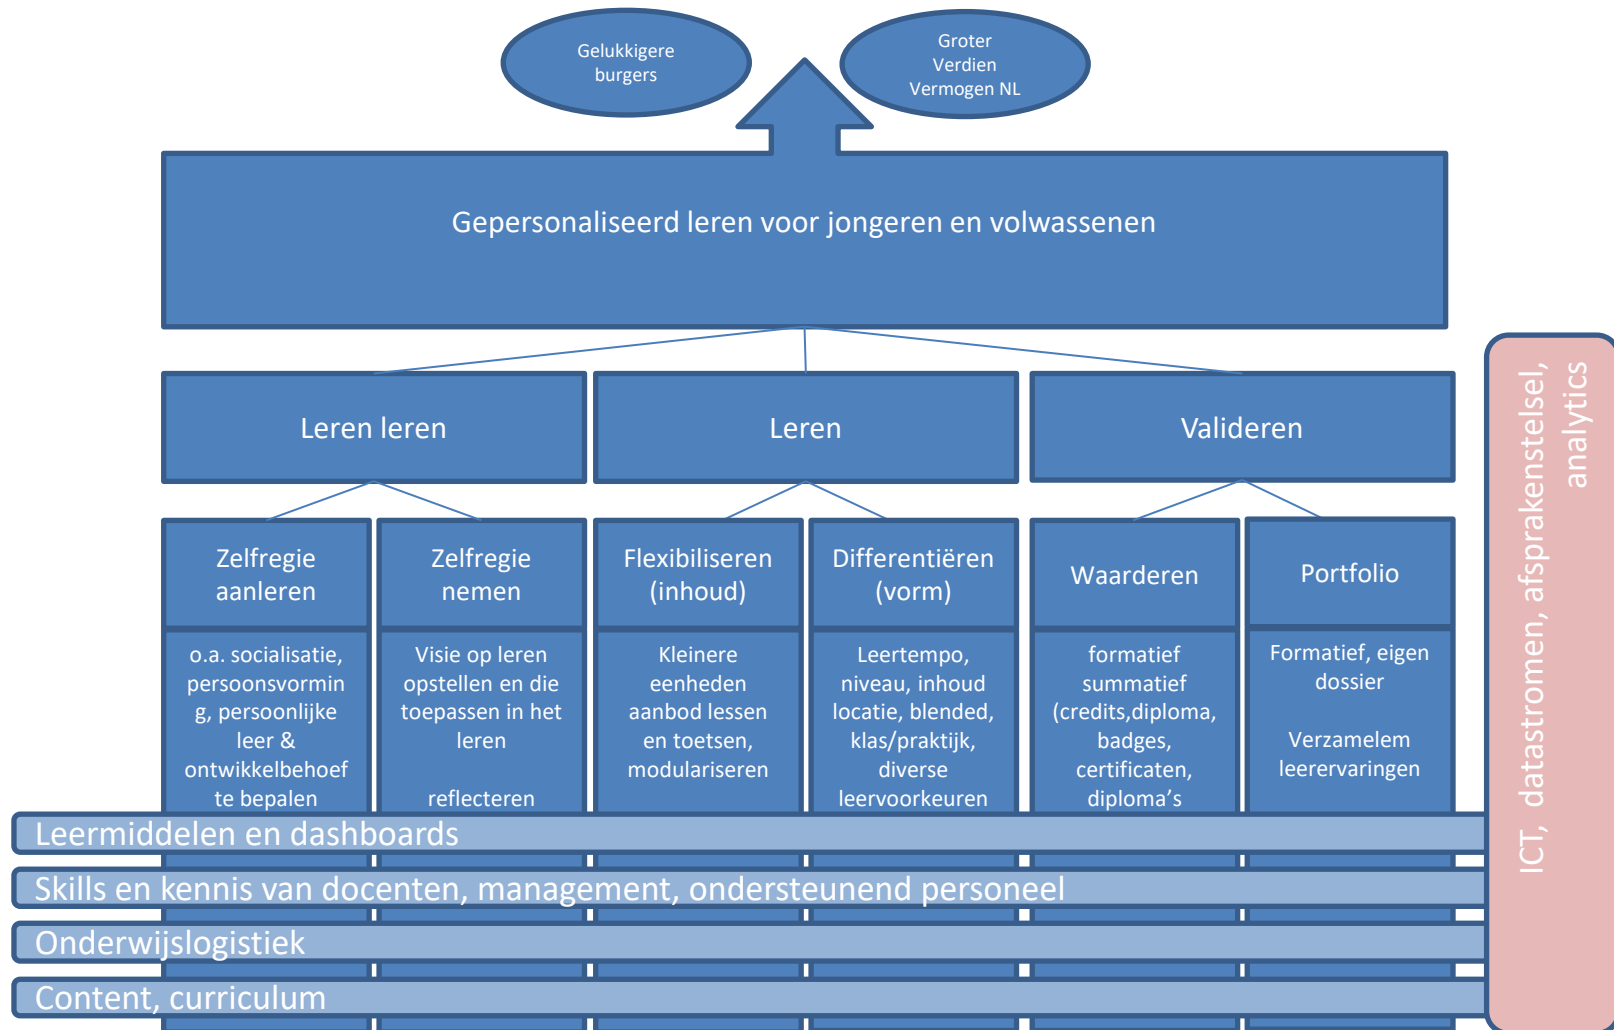 Gelukkigere
burgers
Groter
Verdien
Vermogen NL
Gepersonaliseerd leren voor jongeren en volwassenen
Leren leren
Leren
Valideren
Zelfregie
aanleren
Zelfregie
nemen
Flexibiliseren
(inhoud)
Differentiëren
(vorm)
Waarderen
Portfolio
o.a. socialisatie,
persoonsvormin
g, persoonlijke
leer &
ontwikkelbehoef
te bepalen
Visie op leren
opstellen en die
toepassen in het
leren
reflecteren
Kleinere
eenheden
aanbod lessen
en toetsen,
modulariseren
Leertempo,
niveau, inhoud
locatie, blended,
klas/praktijk,
diverse
leervoorkeuren
formatief
summatief
(credits,diploma,
badges,
certificaten,
diploma's
Formatief, eigen
dossier
Verzamelem
leerervaringen
Leermiddelen en dashboards
Skills en kennis van docenten, management, ondersteunend personeel
Onderwijslogistiek
Content, curriculum
ICT, datastromen, afsprakenstelsel,
analytics